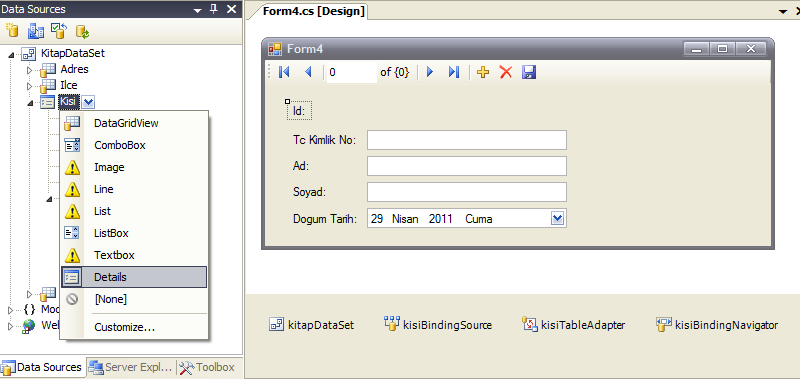 Data Sources
KitapDataSet
Adres
Ilce
Kisi
DataGridView
ComboBox
Image
Line
List
ListBox
Textbox
Details
[None]
Customize...
Data Sources
Server Expl...
Toolbox
Form4.cs [Design]
Form4
0 of {0}
Id:
Tc Kimlik No:
Ad:
Soyad:
Dogum Tarih: 29 Nisan 2011 Cuma
kitapDataSet kisiBindingSource kisiTableAdapter kisiBindingNavigator